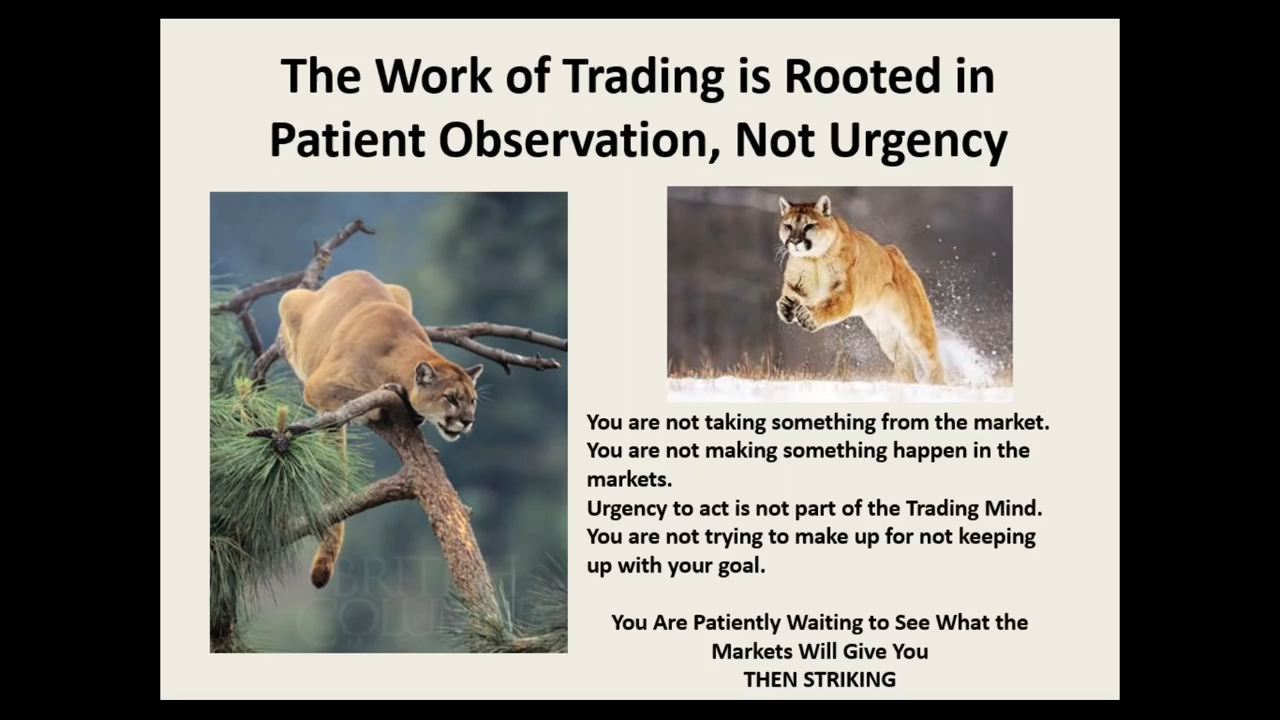 The Work of Trading is Rooted in
Patient Observation, Not Urgency
You are not taking something from the market.
You are not making something happen in the
markets.
Urgency to act is not part of the Trading Mind.
You are not trying to make up for not keeping
up with your goal.
You Are Patiently Waiting to See What the
Markets Will Give You
THEN STRIKING